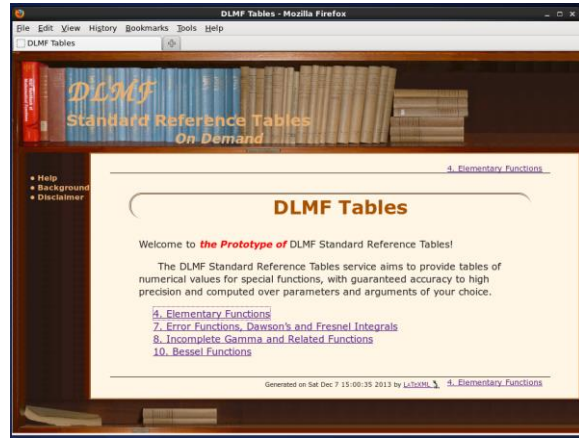 DLMF Tables - Mozilla Firefox
File Edit View History Bookmarks Tools Help
DLMF Tables
DLMF
Standard Reference Tables
On Demand
4. Elementary Functions
• Help
• Background
• Disclaimer
DLMF Tables
Welcome to the Prototype of DLMF Standard Reference Tables!
The DLMF Standard Reference Tables service aims to provide tables of
numerical values for special functions, with guaranteed accuracy to high
precision and computed over parameters and arguments of your choice.
4. Elementary Functions
7. Error Functions, Dawson's and Fresnel Integrals
8. Incomplete Gamma and Related Functions
10. Bessel Functions
Generated on Sat Dec 7 15:00:35 2013 by LaTeXML 4. Elementary Functions